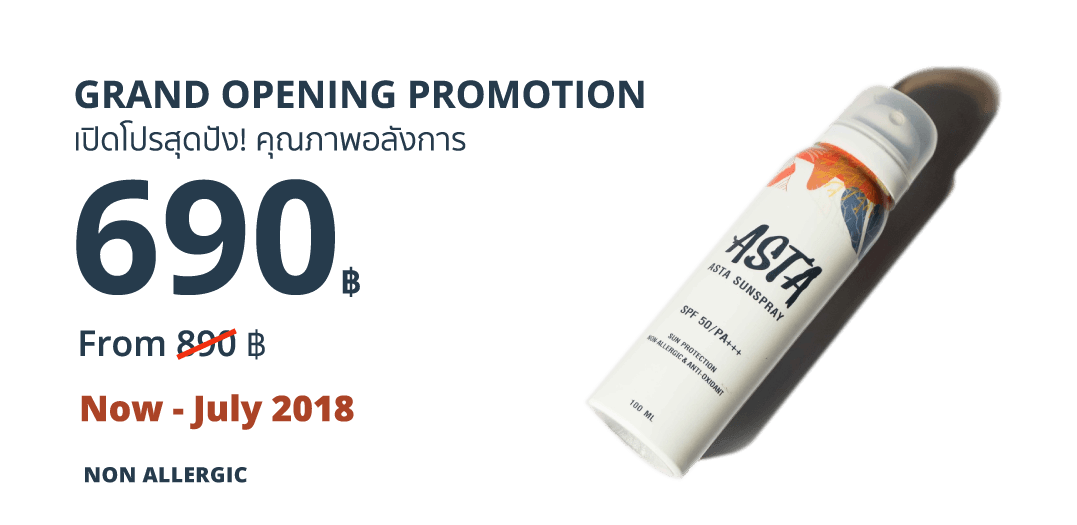 GRAND OPENING PROMOTION
เปิดโปรสุดปัง! คุณภาพอลังการ
690฿
From 890 ฿
Now - July 2018
NON ALLERGIC
ASTA
ASTA SUNSPRAY
SPF 50/PA+++
SUN PROTECTION
NON-ALLERGIC & ANTI-OXIDANT
100 ML